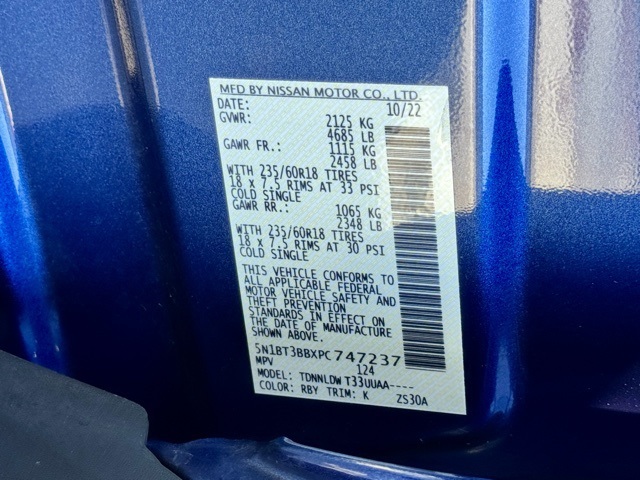 MFD BY NISSAN MOTOR CO., LTD.
DATE: 10/22
GVWR: 2125 KG
4685 LB
GAWR FR.: 1115 KG
2458 LB
WITH 235/60R18 TIRES
18 x 7.5 RIMS AT 33 PSI
COLD SINGLE
GAWR RR.: 1065 KG
2348 LB
WITH 235/60R18 TIRES
18 x 7.5 RIMS AT 30 PSI
COLD SINGLE
THIS VEHICLE CONFORMS TO
ALL APPLICABLE FEDERAL
MOTOR VEHICLE SAFETY AND
THEFT PREVENTION
STANDARDS IN EFFECT ON
THE DATE OF MANUFACTURE
SHOWN ABOVE.
5N1BT3BBXPC747237
MPV 124
MODEL: TDNNLDW T33UUAA----
COLOR: RBY TRIM: K ZS30A